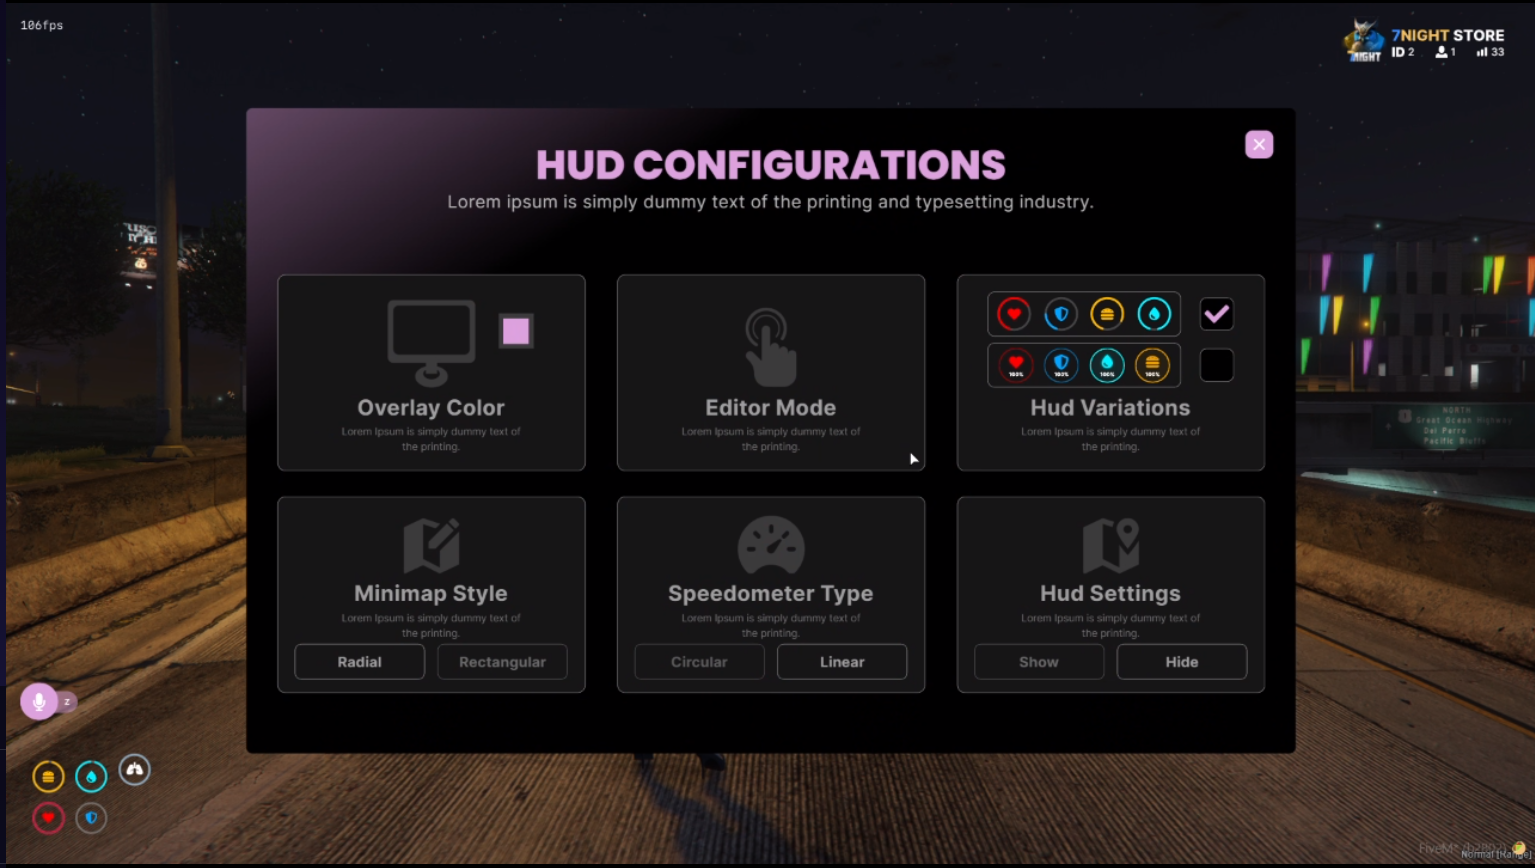 106fps
7NIGHT STORE
ID 2 1 33
7NIGHT
HUD CONFIGURATIONS
Lorem ipsum is simply dummy text of the printing and typesetting industry.
100% 100% 100% 100%
Overlay Color
Lorem Ipsum is simply dummy text of
the printing.
Editor Mode
Lorem Ipsum is simply dummy text of
the printing.
Hud Variations
Lorem Ipsum is simply dummy text of
the printing.
NORTH
1
Great Ocean Highway
Del Perro
Pacific Bluffs
Minimap Style
Lorem Ipsum is simply dummy text of
the printing.
Radial Rectangular
Speedometer Type
Lorem Ipsum is simply dummy text of
the printing.
Circular Linear
Hud Settings
Lorem Ipsum is simply dummy text of
the printing.
Show Hide
Z
FiveM
Normal [Range]